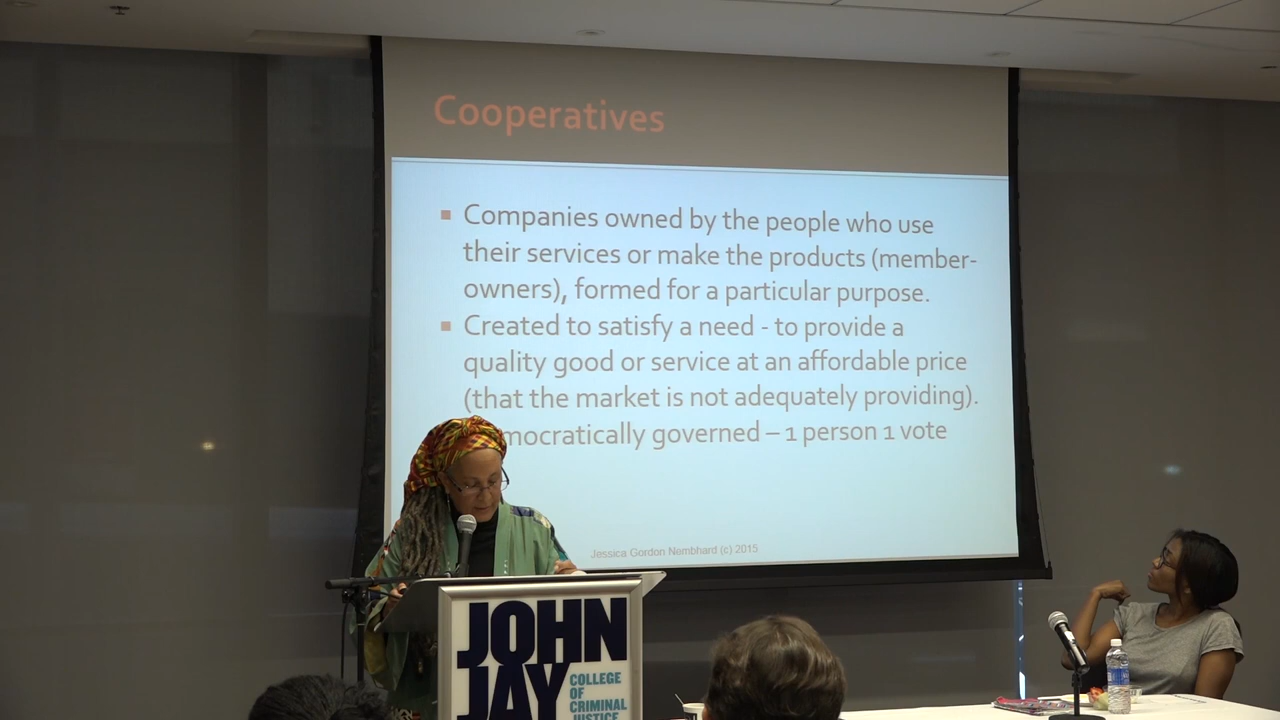 Cooperatives
Companies owned by the people who use
their services or make the products (member-
owners), formed for a particular purpose.
Created to satisfy a need - to provide a
quality good or service at an affordable price
(that the market is not adequately providing).
mocratically governed – 1 person 1 vote
Jessica Gordon Nembhard (c) 2015
JOHN
JAY
COLLEGE
OF
CRIMINAL
JUSTICE